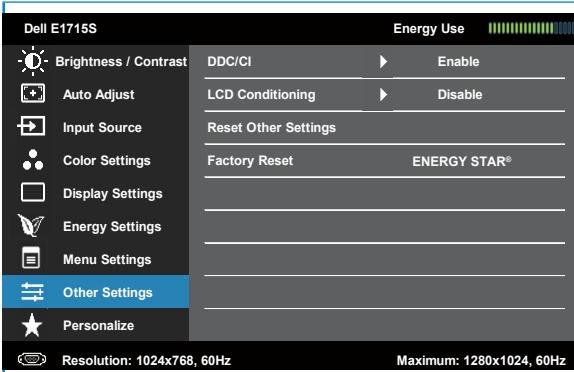 Dell E1715S Energy Use
Brightness / Contrast DDC/CI Enable
Auto Adjust LCD Conditioning Disable
Input Source Reset Other Settings
Color Settings Factory Reset ENERGY STAR®
Display Settings
Energy Settings
Menu Settings
Other Settings
Personalize
Resolution: 1024x768, 60Hz Maximum: 1280x1024, 60Hz